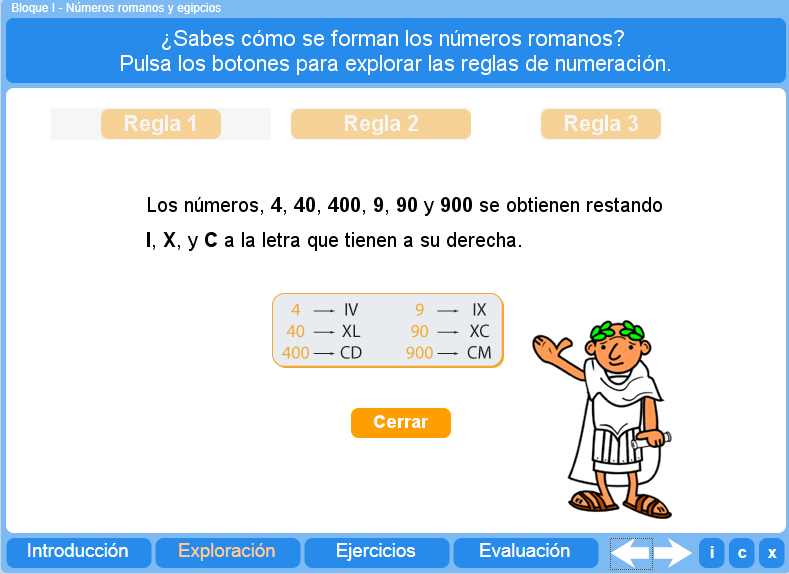 Bloque I - Números romanos y egipcios
¿Sabes cómo se forman los números romanos?
Pulsa los botones para explorar las reglas de numeración.
Regla 1 Regla 2 Regla 3
Los números, 4, 40, 400, 9, 90 y 900 se obtienen restando
I, X, y C a la letra que tienen a su derecha.
4 → IV 9 → IX
40 → XL 90 → XC
400 → CD 900 → CM
Cerrar
Introducción Exploración Ejercicios Evaluación i c x